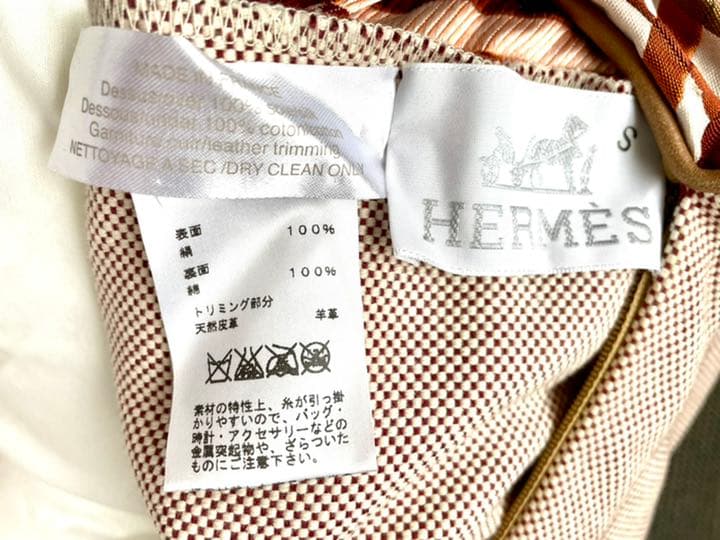 MADE IN FRANCE
Dessus/over 100% soie/silk
Dessous/under 100% coton/cotton
Garniture cuir/leather trimming
NETTOYAGE A SEC /DRY CLEAN ONLY
HERMÈS
S
表面 100%
絹
裏面 100%
綿
トリミング部分
天然皮革 羊革
素材の特性上、糸が引っ掛
かりやすいので、バッグ・
時計・アクセサリーなどの
金属突起物や、ざらついた
ものにご注意下さい。